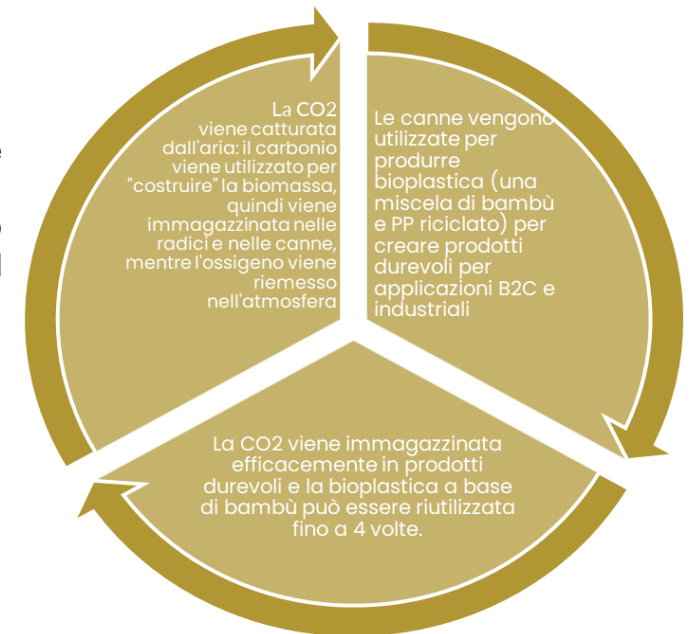 La CO2
viene catturata
dall'aria: il carbonio
viene utilizzato per
"costruire" la biomassa,
quindi viene
immagazzinata nelle
radici e nelle canne,
mentre l'ossigeno viene
riemesso
nell'atmosfera
Le canne vengono
utilizzate per
produrre
bioplastica (una
miscela di bambù
e PP riciclato) per
creare prodotti
durevoli per
applicazioni B2C e
industriali
La CO2 viene immagazzinata
efficacemente in prodotti
durevoli e la bioplastica a base
di bambù può essere riutilizzata
fino a 4 volte.